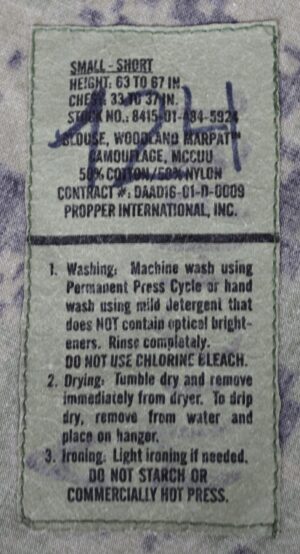 SMALL - SHORT
HEIGHT: 63 TO 67 IN.
CHEST: 33 TO 37 IN.
STOCK NO.: 8415-01-484-5924
BLOUSE, WOODLAND MARPAT™
CAMOUFLAGE, MCCUU
50% COTTON/50% NYLON
CONTRACT #: DAAD16-01-D-0009
PROPPER INTERNATIONAL, INC.
1. Washing: Machine wash using
Permanent Press Cycle or hand
wash using mild detergent that
does NOT contain optical bright-
eners. Rinse completely.
DO NOT USE CHLORINE BLEACH.
2. Drying: Tumble dry and remove
immediately from dryer. To drip
dry, remove from water and
place on hanger.
3. Ironing: Light ironing if needed.
DO NOT STARCH OR
COMMERCIALLY HOT PRESS.